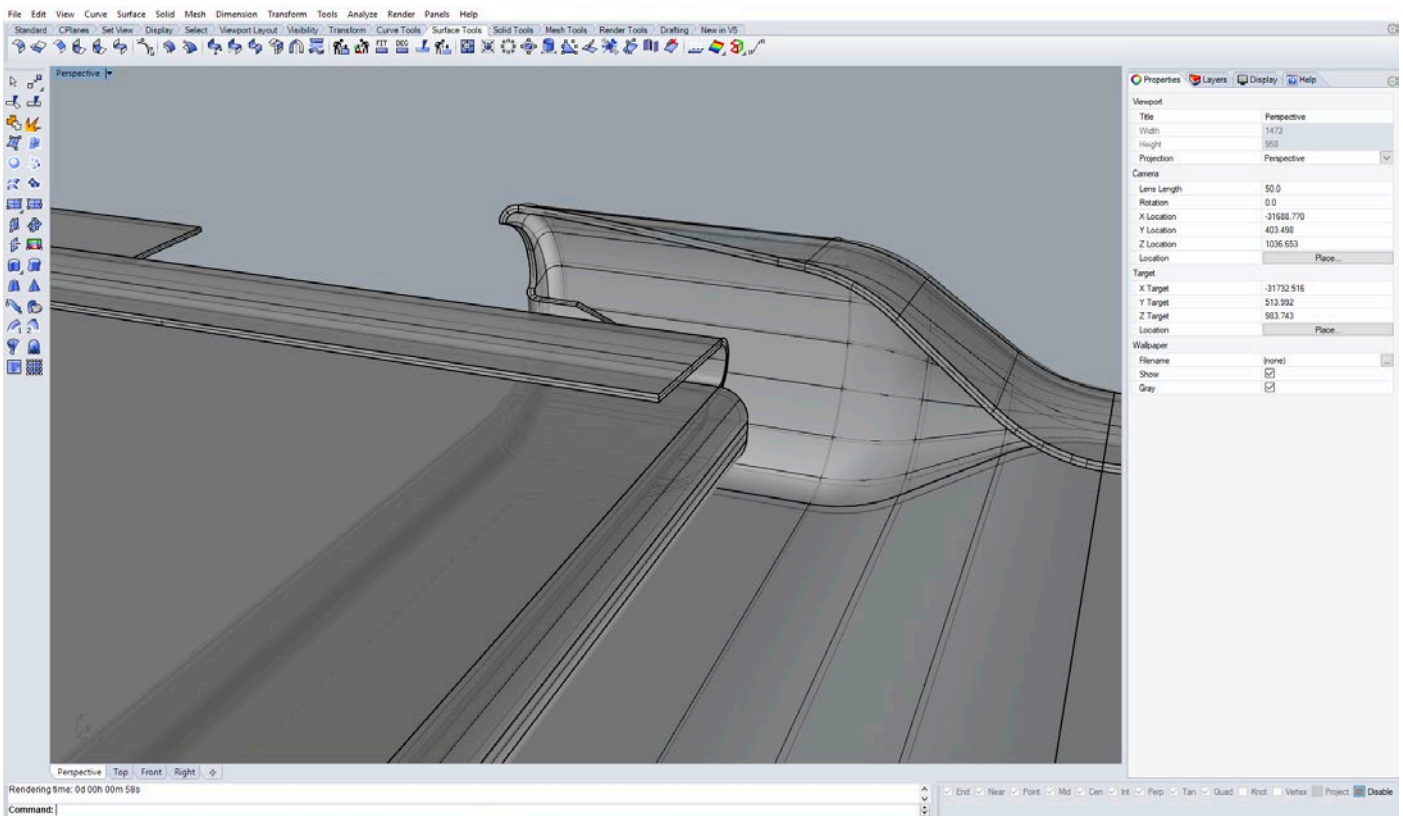 File Edit View Curve Surface Solid Mesh Dimension Transform Tools Analyze Render Panels Help
Standard CPlanes Set View Display Select Viewport Layout Visibility Transform Curve Tools Surface Tools Solid Tools Mesh Tools Render Tools Drafting New in V5
FIT DEG
Perspective
Properties Layers Display Help
Viewport
Title Perspective
Width 1473
Height 958
Projection Perspective
Camera
Lens Length 50.0
Rotation 0.0
X Location -31688.770
Y Location 403.498
Z Location 1036.653
Location Place...
Target
X Target -31732.516
Y Target 513.992
Z Target 983.743
Location Place...
Wallpaper
Filename (none) ...
Show
Gray
Perspective Top Front Right
Rendering time: 0d 00h 00m 58s
End Near Point Mid Cen Int Perp Tan Quad Knot Vertex Project Disable
Command: